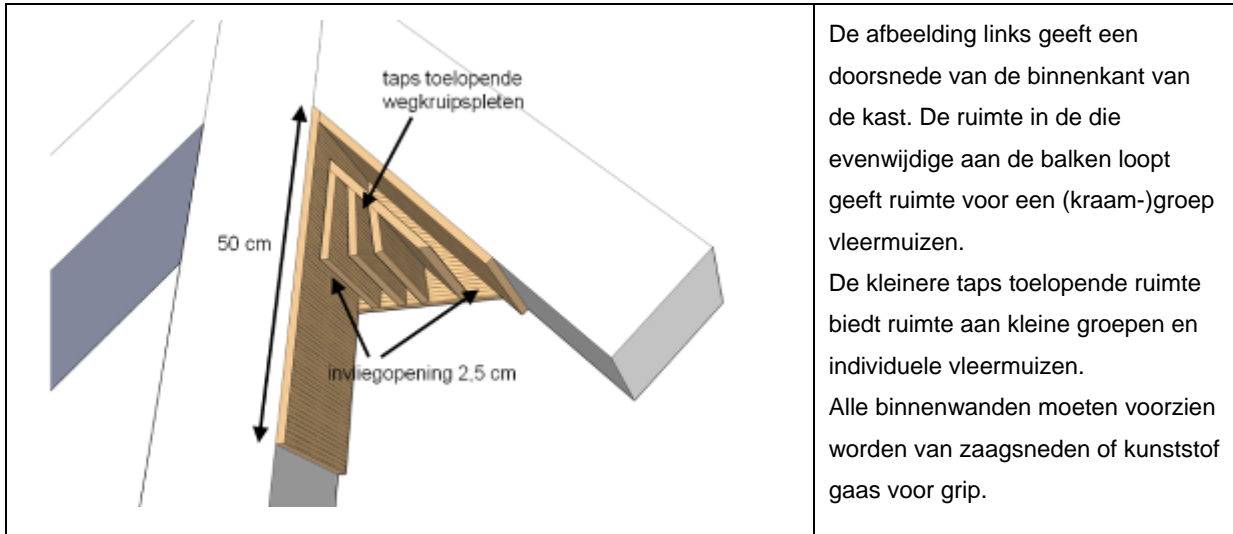 taps toelopende
wegkruipspleten
50 cm
invliegopening 2,5 cm
De afbeelding links geeft een
doorsnede van de binnenkant van
de kast. De ruimte in de die
evenwijdige aan de balken loopt
geeft ruimte voor een (kraam-)groep
vleermuizen.
De kleinere taps toelopende ruimte
biedt ruimte aan kleine groepen en
individuele vleermuizen.
Alle binnenwanden moeten voorzien
worden van zaagsneden of kunststof
gaas voor grip.